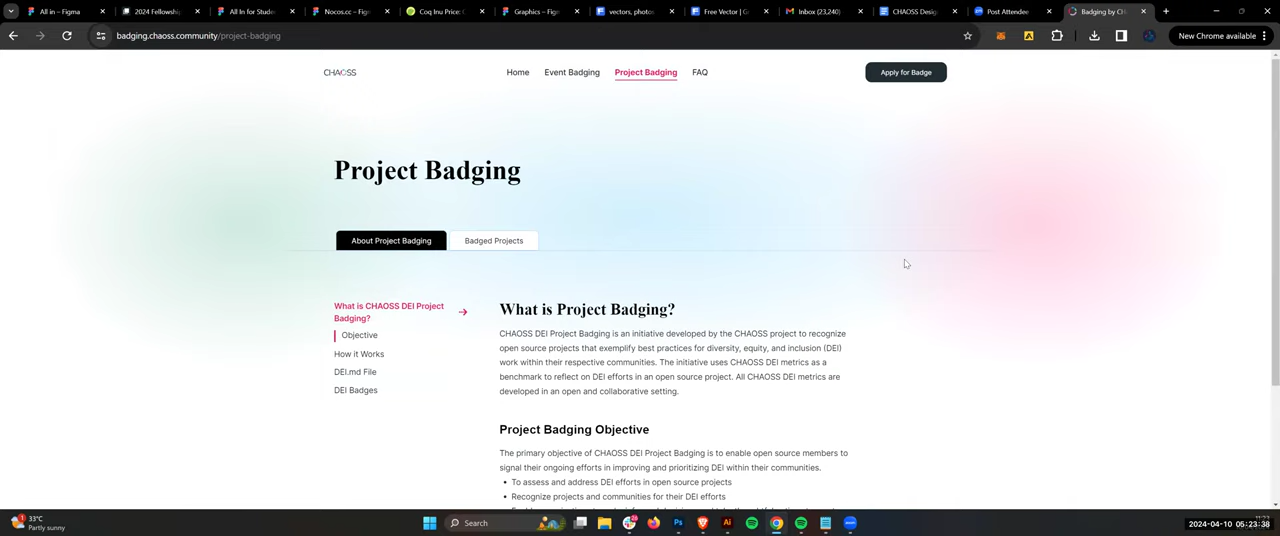 All in – Figma
2024 Fellowship
All In for Stude
Nocos.cc – Figm
Coq Inu Price: C
Graphics – Figm
vectors, photos
Free Vector | G
Inbox (23,240)
CHAOSS Desig
Post Attendee
Badging by CH
badging.chaoss.community/project-badging
New Chrome available
CHAOSS
Home
Event Badging
Project Badging
FAQ
Apply for Badge
Project Badging
About Project Badging
Badged Projects
What is CHAOSS DEI Project
Badging?
Objective
How it Works
DEI.md File
DEI Badges
What is Project Badging?
CHAOSS DEI Project Badging is an initiative developed by the CHAOSS project to recognize
open source projects that exemplify best practices for diversity, equity, and inclusion (DEI)
work within their respective communities. The initiative uses CHAOSS DEI metrics as a
benchmark to reflect on DEI efforts in an open source project. All CHAOSS DEI metrics are
developed in an open and collaborative setting.
Project Badging Objective
The primary objective of CHAOSS DEI Project Badging is to enable open source members to
signal their ongoing efforts in improving and prioritizing DEI within their communities.
• To assess and address DEI efforts in open source projects
• Recognize projects and communities for their DEI efforts
33°C
Partly sunny
Search
2024-04-10 05:23:38